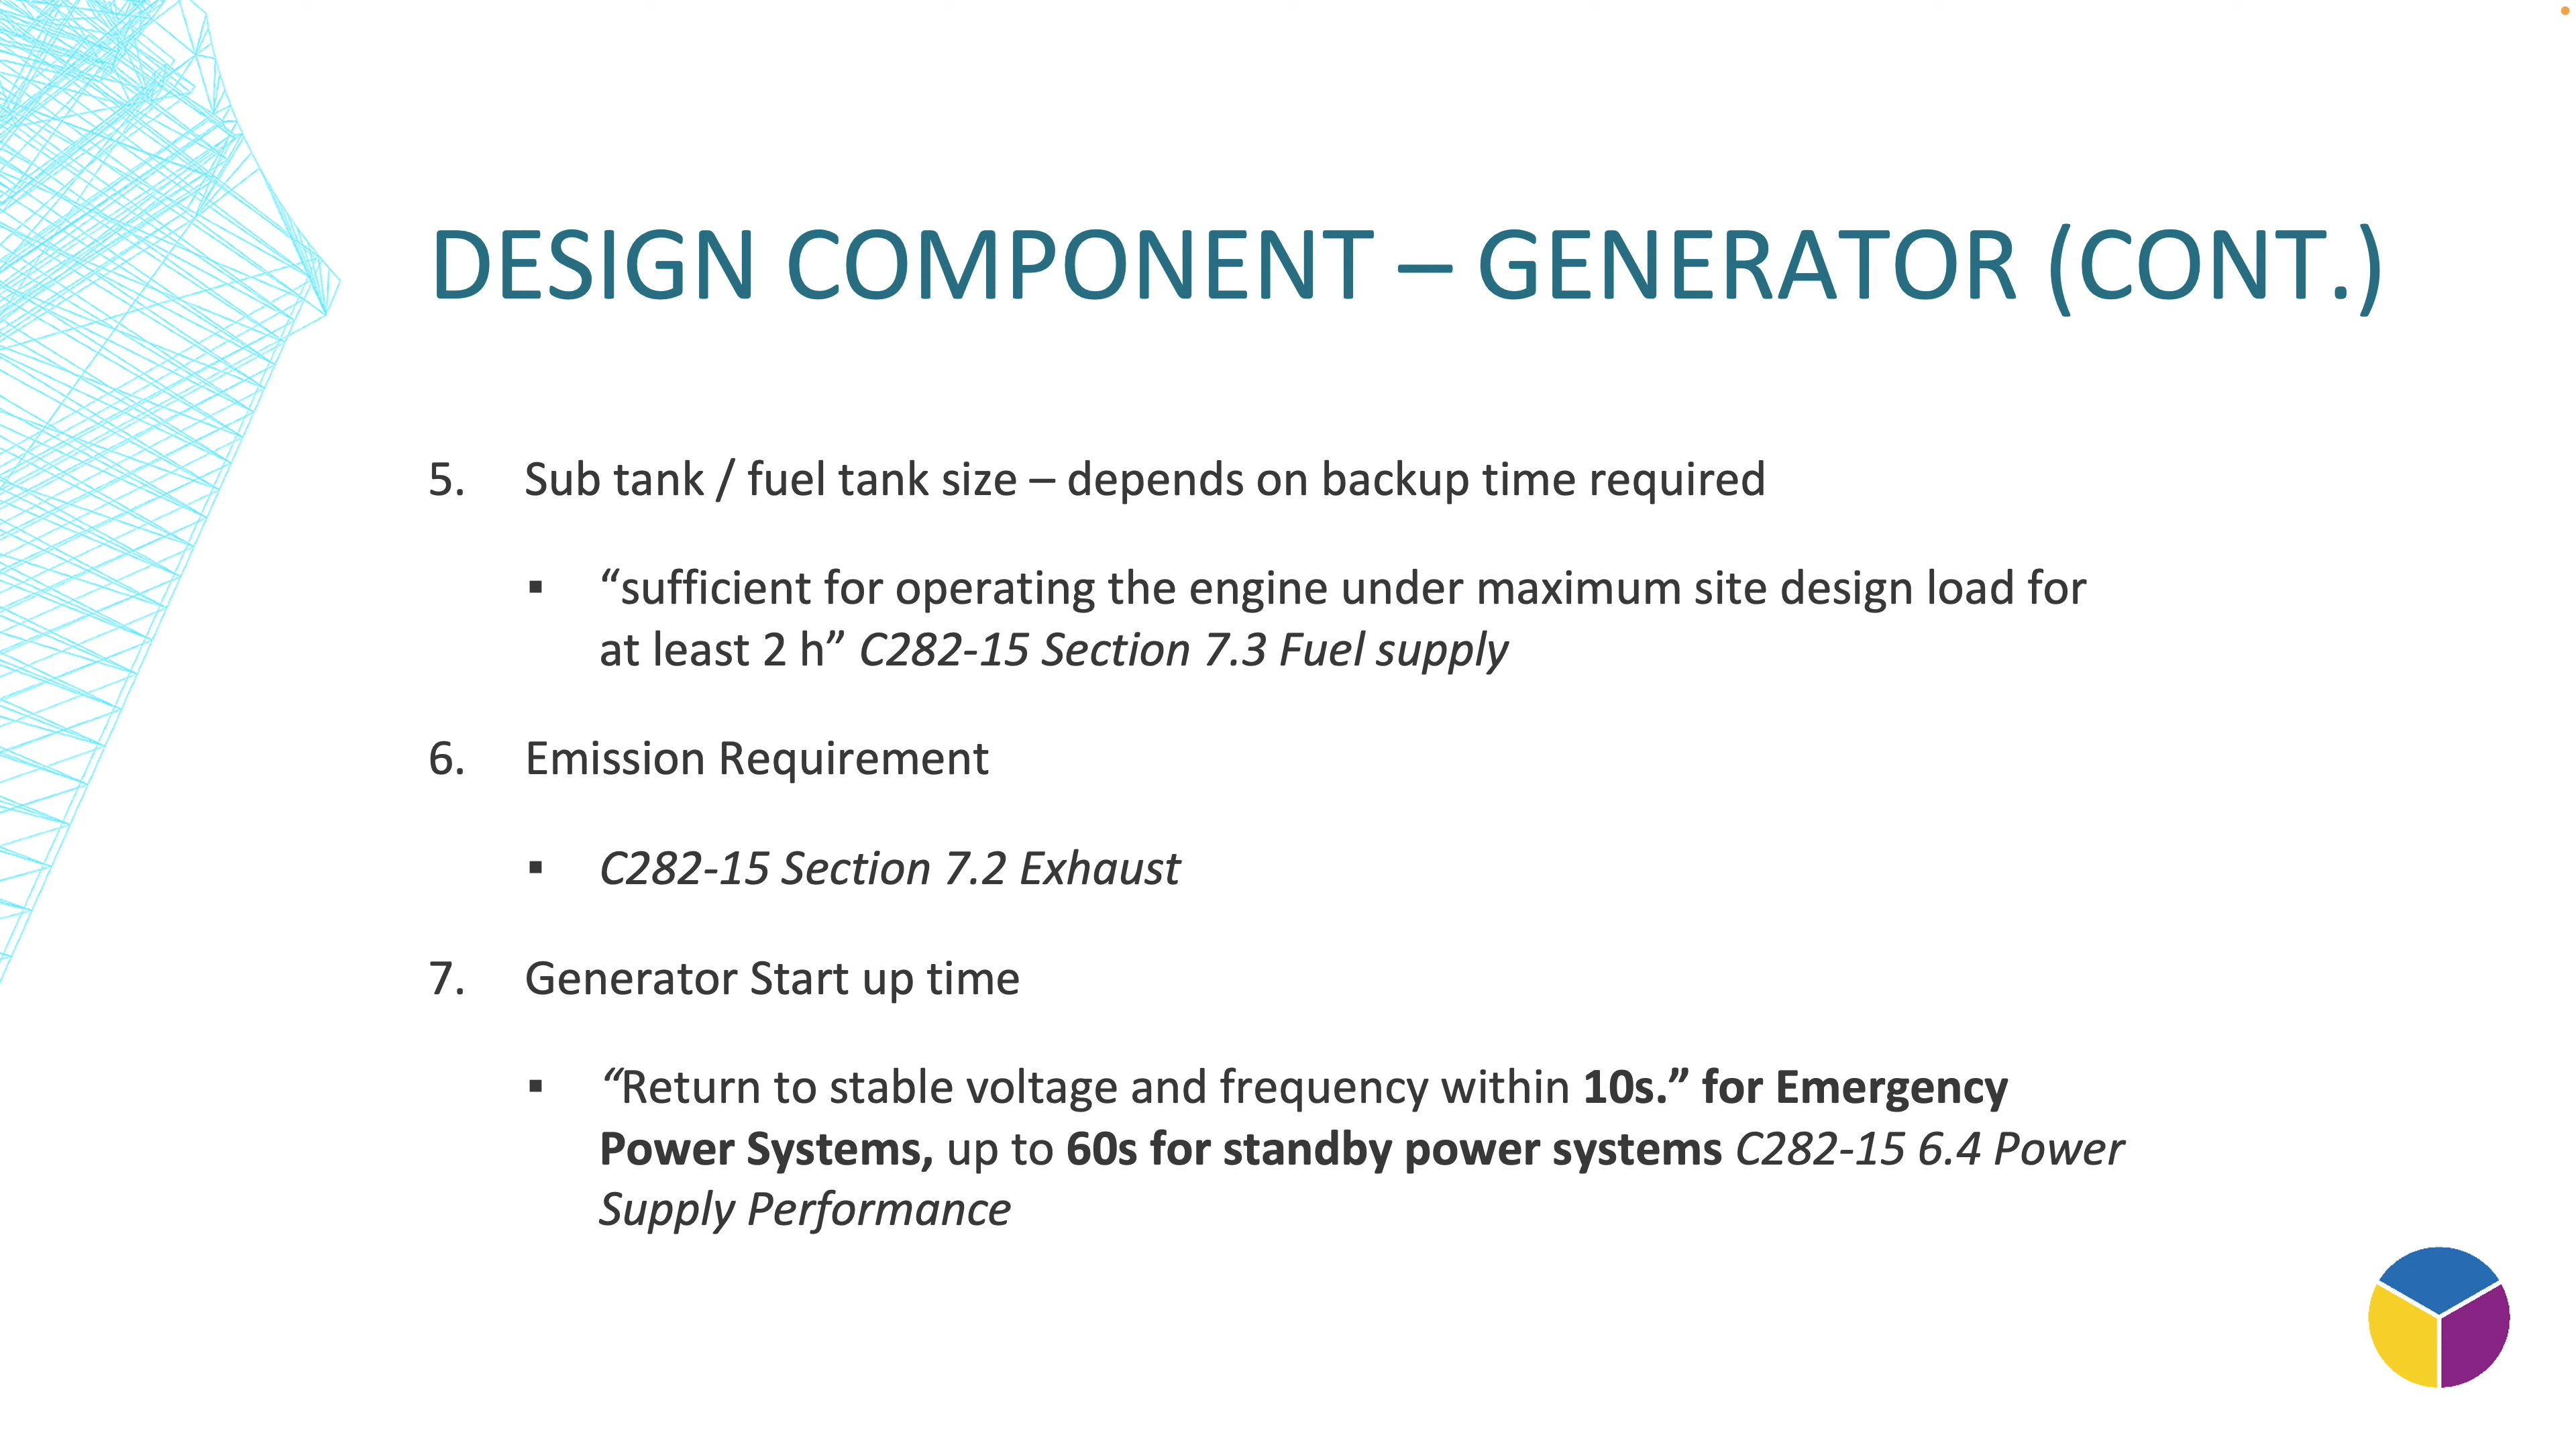 DESIGN COMPONENT – GENERATOR (CONT.)
5. Sub tank / fuel tank size – depends on backup time required
▪ “sufficient for operating the engine under maximum site design load for
at least 2 h” C282-15 Section 7.3 Fuel supply
6. Emission Requirement
▪ C282-15 Section 7.2 Exhaust
7. Generator Start up time
▪ “Return to stable voltage and frequency within 10s.” for Emergency
Power Systems, up to 60s for standby power systems C282-15 6.4 Power
Supply Performance